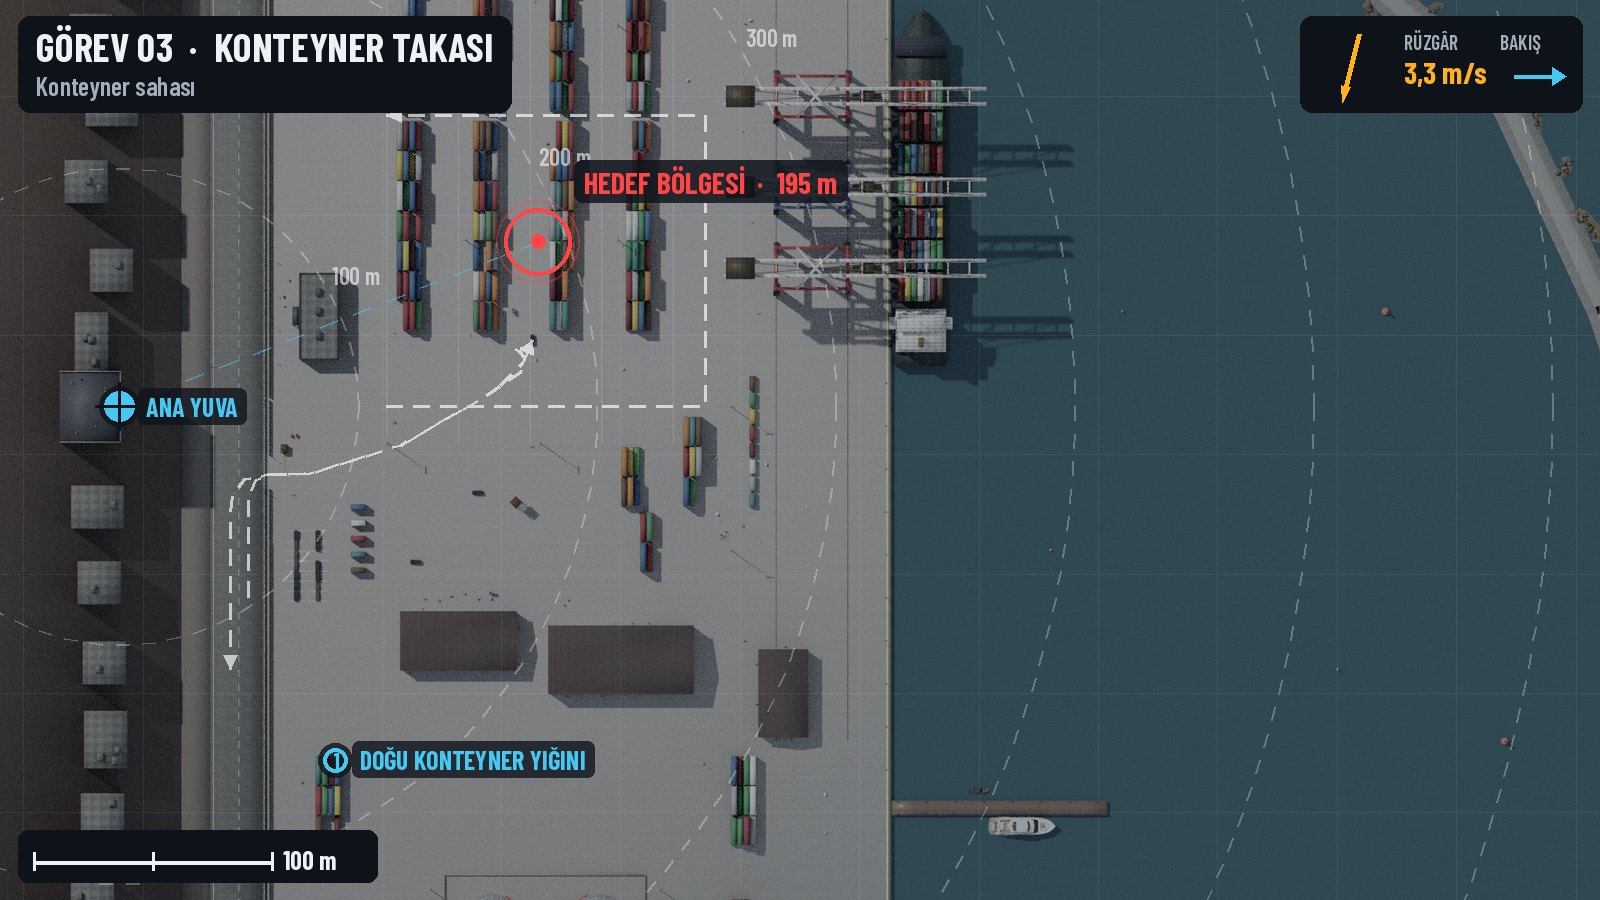 GÖREV 03 · KONTEYNER TAKASI
Konteyner sahası
RÜZGÂR
BAKIŞ
3,3 m/s
300 m
200 m
HEDEF BÖLGESİ · 195 m
100 m
ANA YUVA
1 DOĞU KONTEYNER YIĞINI
100 m